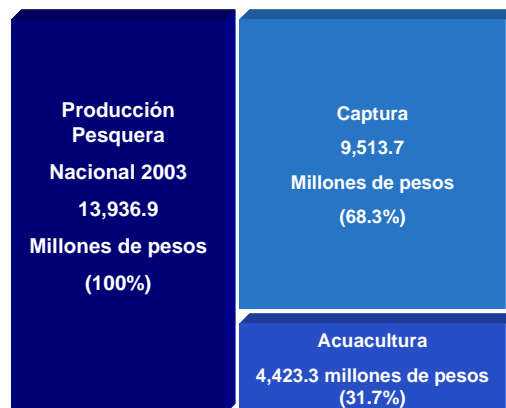 Producción
Pesquera
Nacional 2003
13,936.9
Millones de pesos
(100%)
Captura
9,513.7
Millones de pesos
(68.3%)
Acuacultura
4,423.3 millones de pesos
(31.7%)